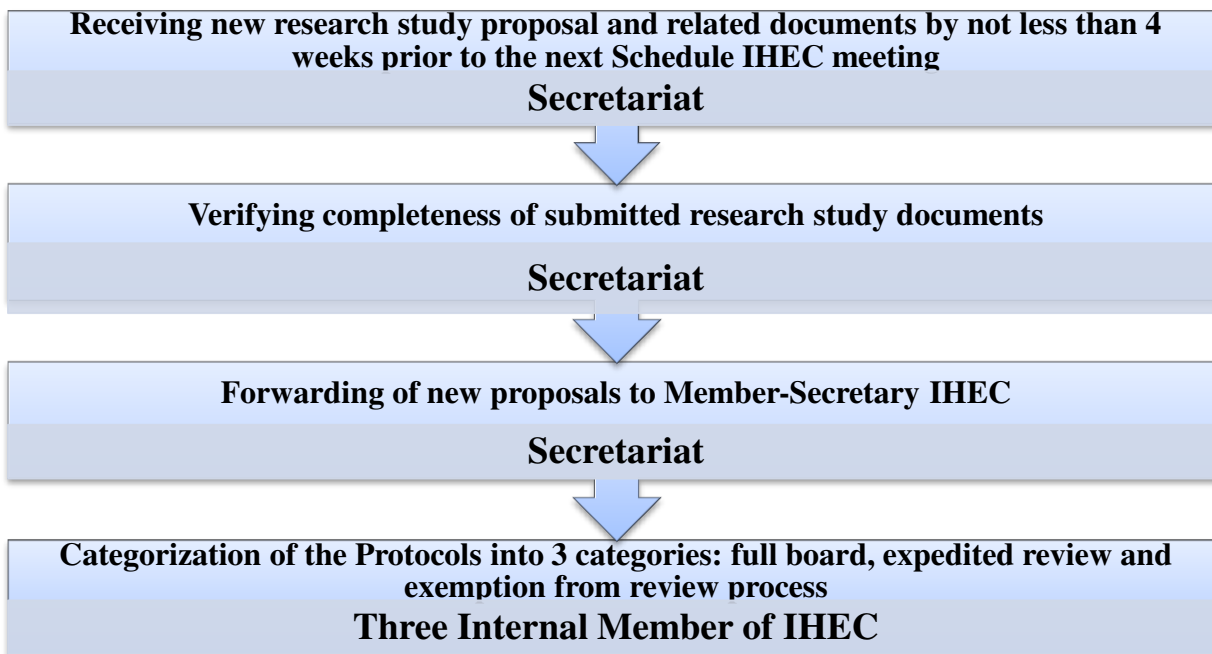 Receiving new research study proposal and related documents by not less than 4
weeks prior to the next Schedule IHEC meeting
Secretariat
Verifying completeness of submitted research study documents
Secretariat
Forwarding of new proposals to Member-Secretary IHEC
Secretariat
Categorization of the Protocols into 3 categories: full board, expedited review and
exemption from review process
Three Internal Member of IHEC